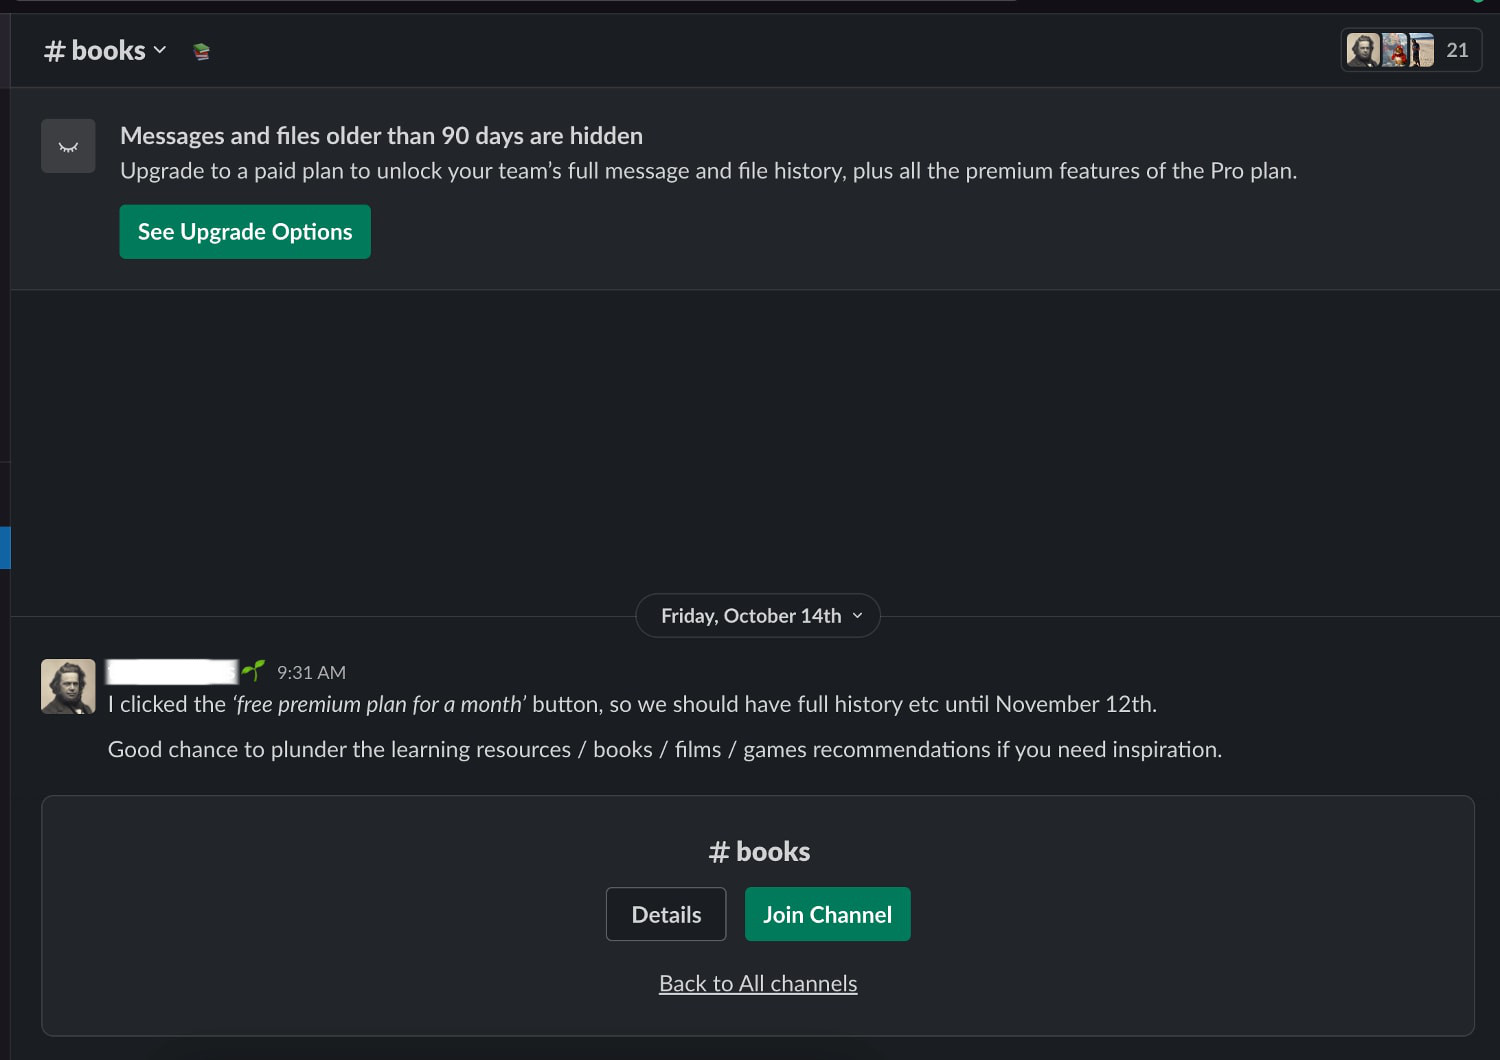 # books
21
Messages and files older than 90 days are hidden
Upgrade to a paid plan to unlock your team’s full message and file history, plus all the premium features of the Pro plan.
See Upgrade Options
Friday, October 14th
9:31 AM
I clicked the ‘free premium plan for a month’ button, so we should have full history etc until November 12th.
Good chance to plunder the learning resources / books / films / games recommendations if you need inspiration.
# books
Details
Join Channel
Back to All channels